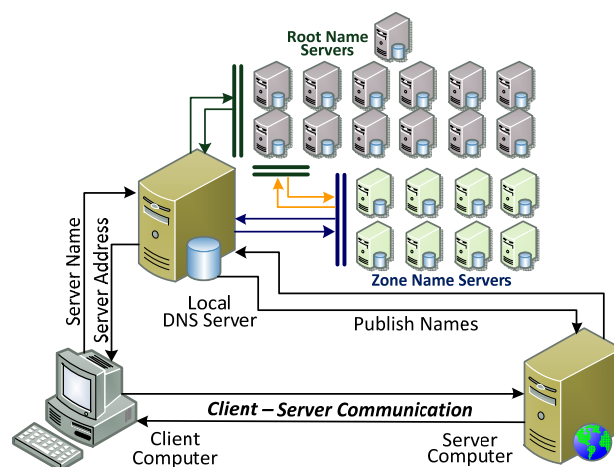 Root Name
Servers
Zone Name Servers
Server Name
Server Address
Local
DNS Server
Publish Names
Client – Server Communication
Client
Computer
Server
Computer